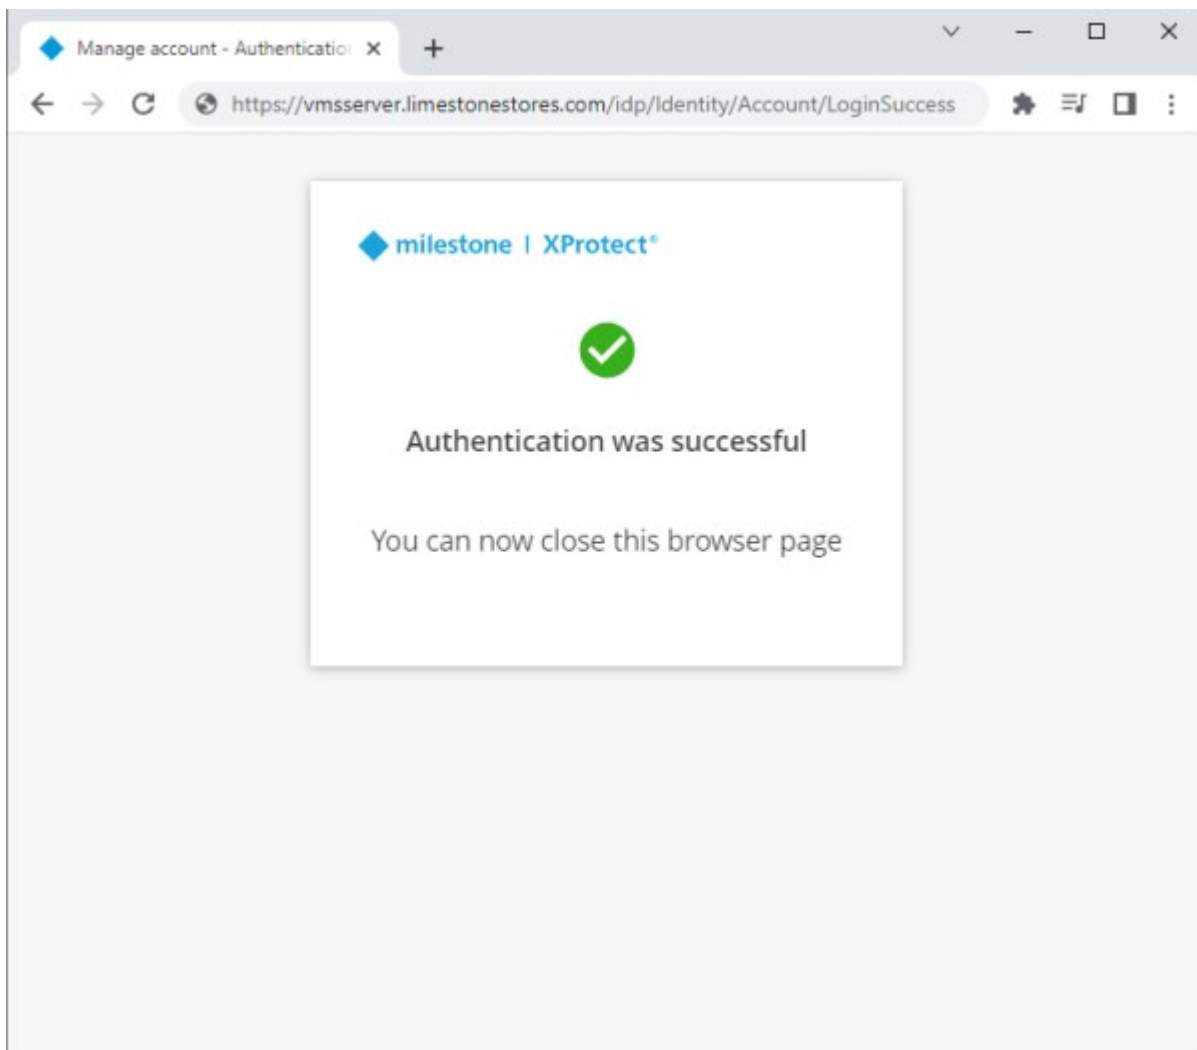 Manage account - Authenticatio
https://vmsserver.limestonestores.com/idp/Identity/Account/LoginSuccess
milestone | XProtect®
Authentication was successful
You can now close this browser page